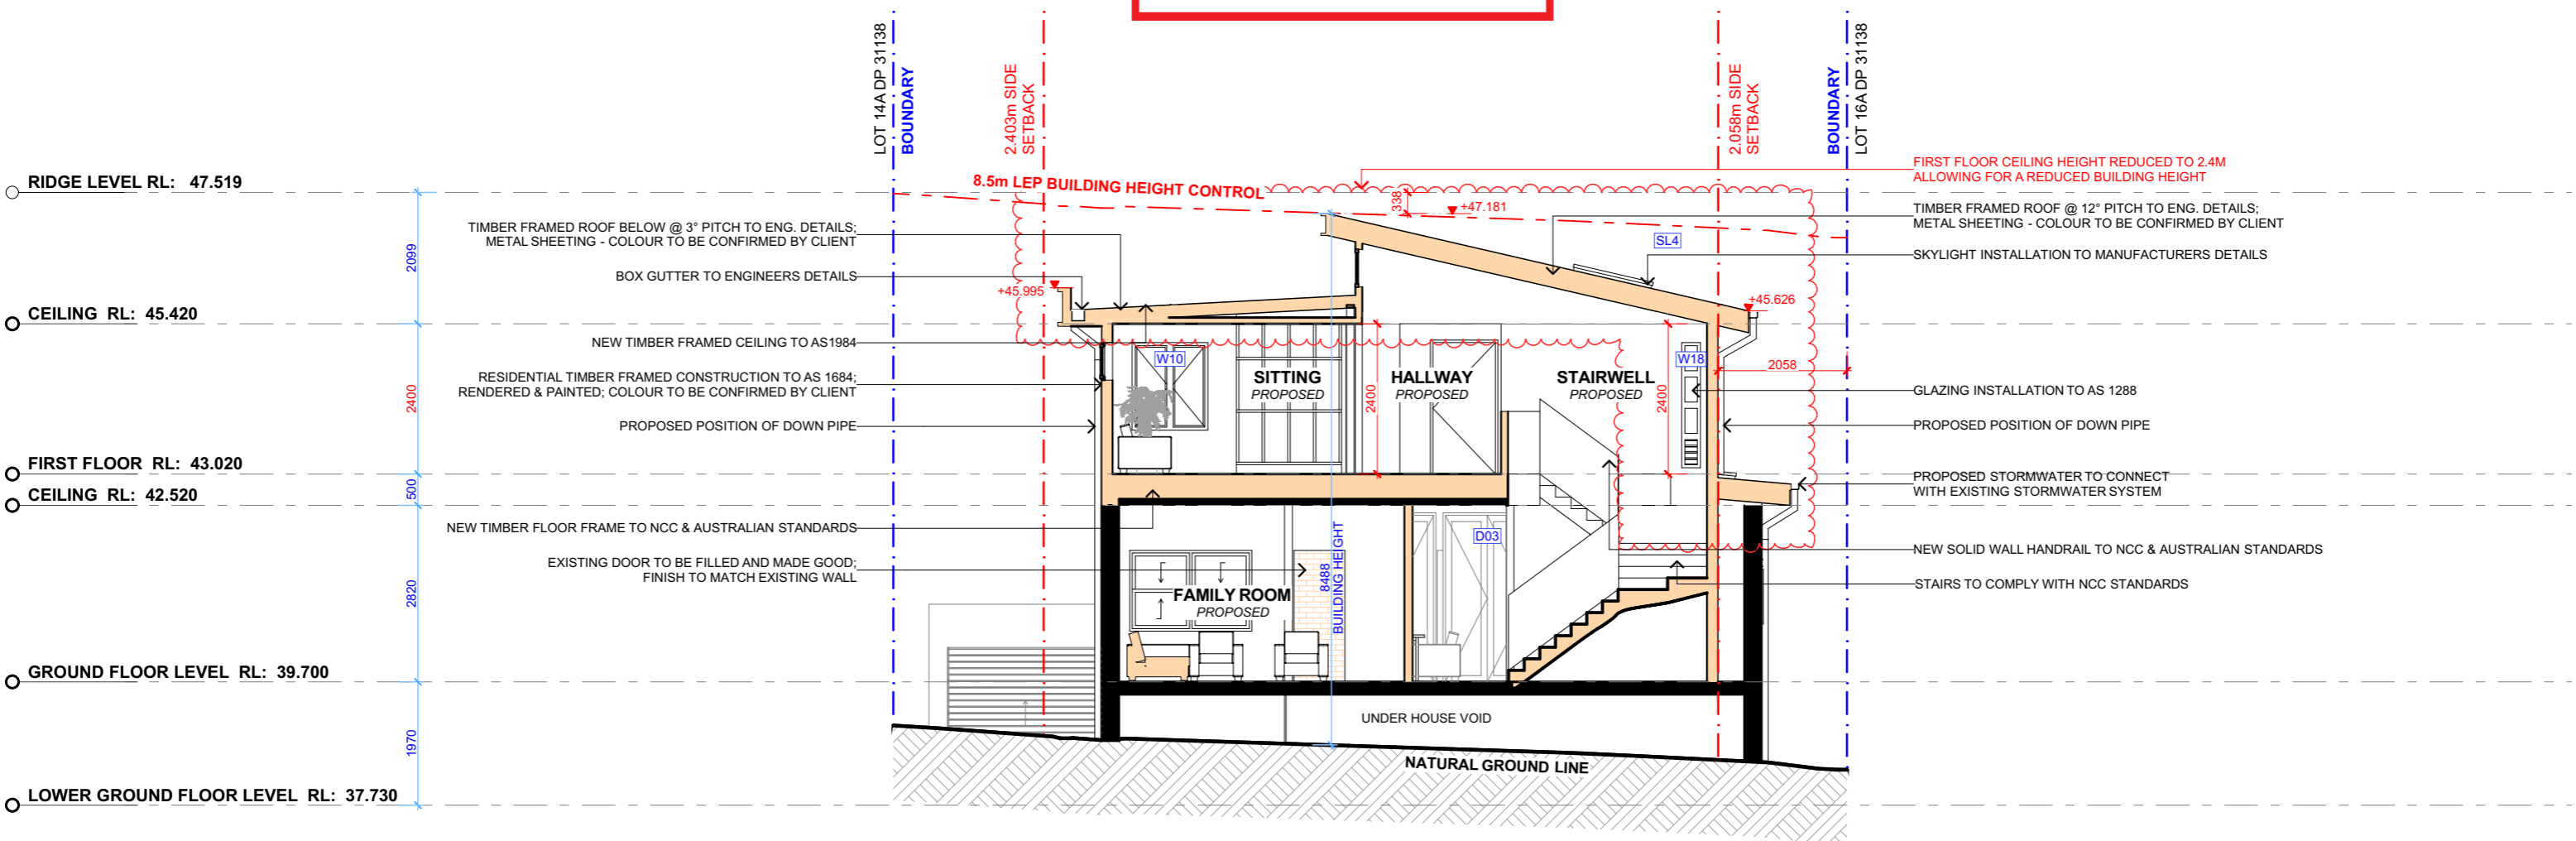 LOT 14A DP 31138
BOUNDARY
2.403m SIDE
SETBACK
2.058m SIDE
SETBACK
BOUNDARY
LOT 16A DP 31138
RIDGE LEVEL RL: 47.519
CEILING RL: 45.420
FIRST FLOOR RL: 43.020
CEILING RL: 42.520
GROUND FLOOR LEVEL RL: 39.700
LOWER GROUND FLOOR LEVEL RL: 37.730
2099
2400
500
2820
1970
TIMBER FRAMED ROOF BELOW @ 3° PITCH TO ENG. DETAILS;
METAL SHEETING - COLOUR TO BE CONFIRMED BY CLIENT
BOX GUTTER TO ENGINEERS DETAILS
NEW TIMBER FRAMED CEILING TO AS1984
RESIDENTIAL TIMBER FRAMED CONSTRUCTION TO AS 1684;
RENDERED & PAINTED; COLOUR TO BE CONFIRMED BY CLIENT
PROPOSED POSITION OF DOWN PIPE
NEW TIMBER FLOOR FRAME TO NCC & AUSTRALIAN STANDARDS
EXISTING DOOR TO BE FILLED AND MADE GOOD;
FINISH TO MATCH EXISTING WALL
8.5m LEP BUILDING HEIGHT CONTROL
338
+47.181
SL4
+45.995
+45.626
W10
SITTING
PROPOSED
2400
HALLWAY
PROPOSED
STAIRWELL
PROPOSED
2400
W18
2058
D03
FAMILY ROOM
PROPOSED
8488
BUILDING HEIGHT
UNDER HOUSE VOID
NATURAL GROUND LINE
FIRST FLOOR CEILING HEIGHT REDUCED TO 2.4M
ALLOWING FOR A REDUCED BUILDING HEIGHT
TIMBER FRAMED ROOF @ 12° PITCH TO ENG. DETAILS;
METAL SHEETING - COLOUR TO BE CONFIRMED BY CLIENT
SKYLIGHT INSTALLATION TO MANUFACTURERS DETAILS
GLAZING INSTALLATION TO AS 1288
PROPOSED POSITION OF DOWN PIPE
PROPOSED STORMWATER TO CONNECT
WITH EXISTING STORMWATER SYSTEM
NEW SOLID WALL HANDRAIL TO NCC & AUSTRALIAN STANDARDS
STAIRS TO COMPLY WITH NCC STANDARDS